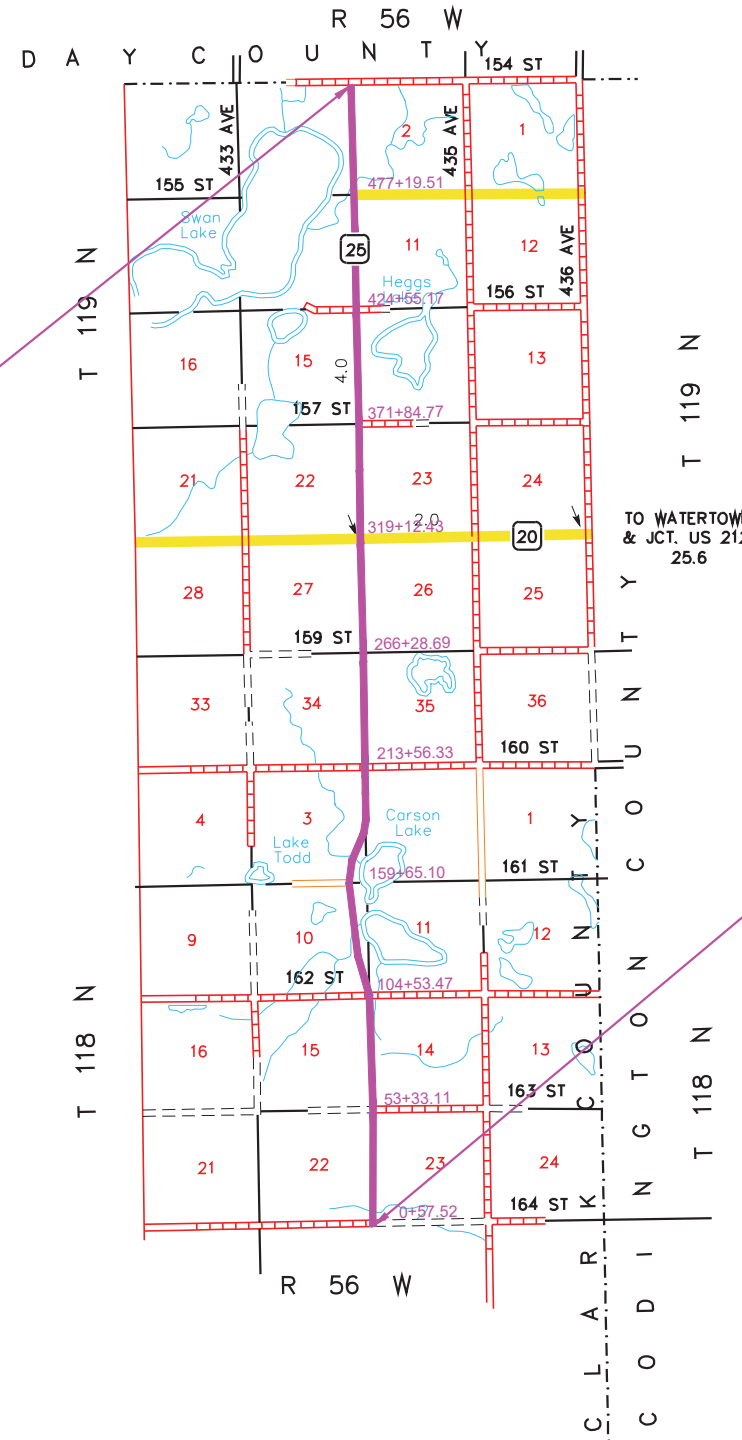 R 56 W
D A Y C O U N T Y
154 ST
433 AVE
2
435 AVE
1
155 ST
477+19.51
Swan
Lake
25
11
12
436 AVE
T 119 N
Heggs
424+55.17
156 ST
16
15
4.0
13
T 119 N
157 ST
371+84.77
21
22
23
24
2.0
319+12.43
20
TO WATERTOW
& JCT. US 212
25.6
28
27
26
25
159 ST
266+28.69
33
34
35
36
213+56.33
160 ST
4
3
Carson
Lake
1
Lake
Todd
159+65.10
161 ST
9
10
11
12
162 ST
104+53.47
T 118 N
16
15
14
13
T 118 N
53+33.11
163 ST
21
22
23
24
0+57.52
164 ST
R 56 W
C L A R K C O U N T Y
C O D I N G T O N C O U N T Y